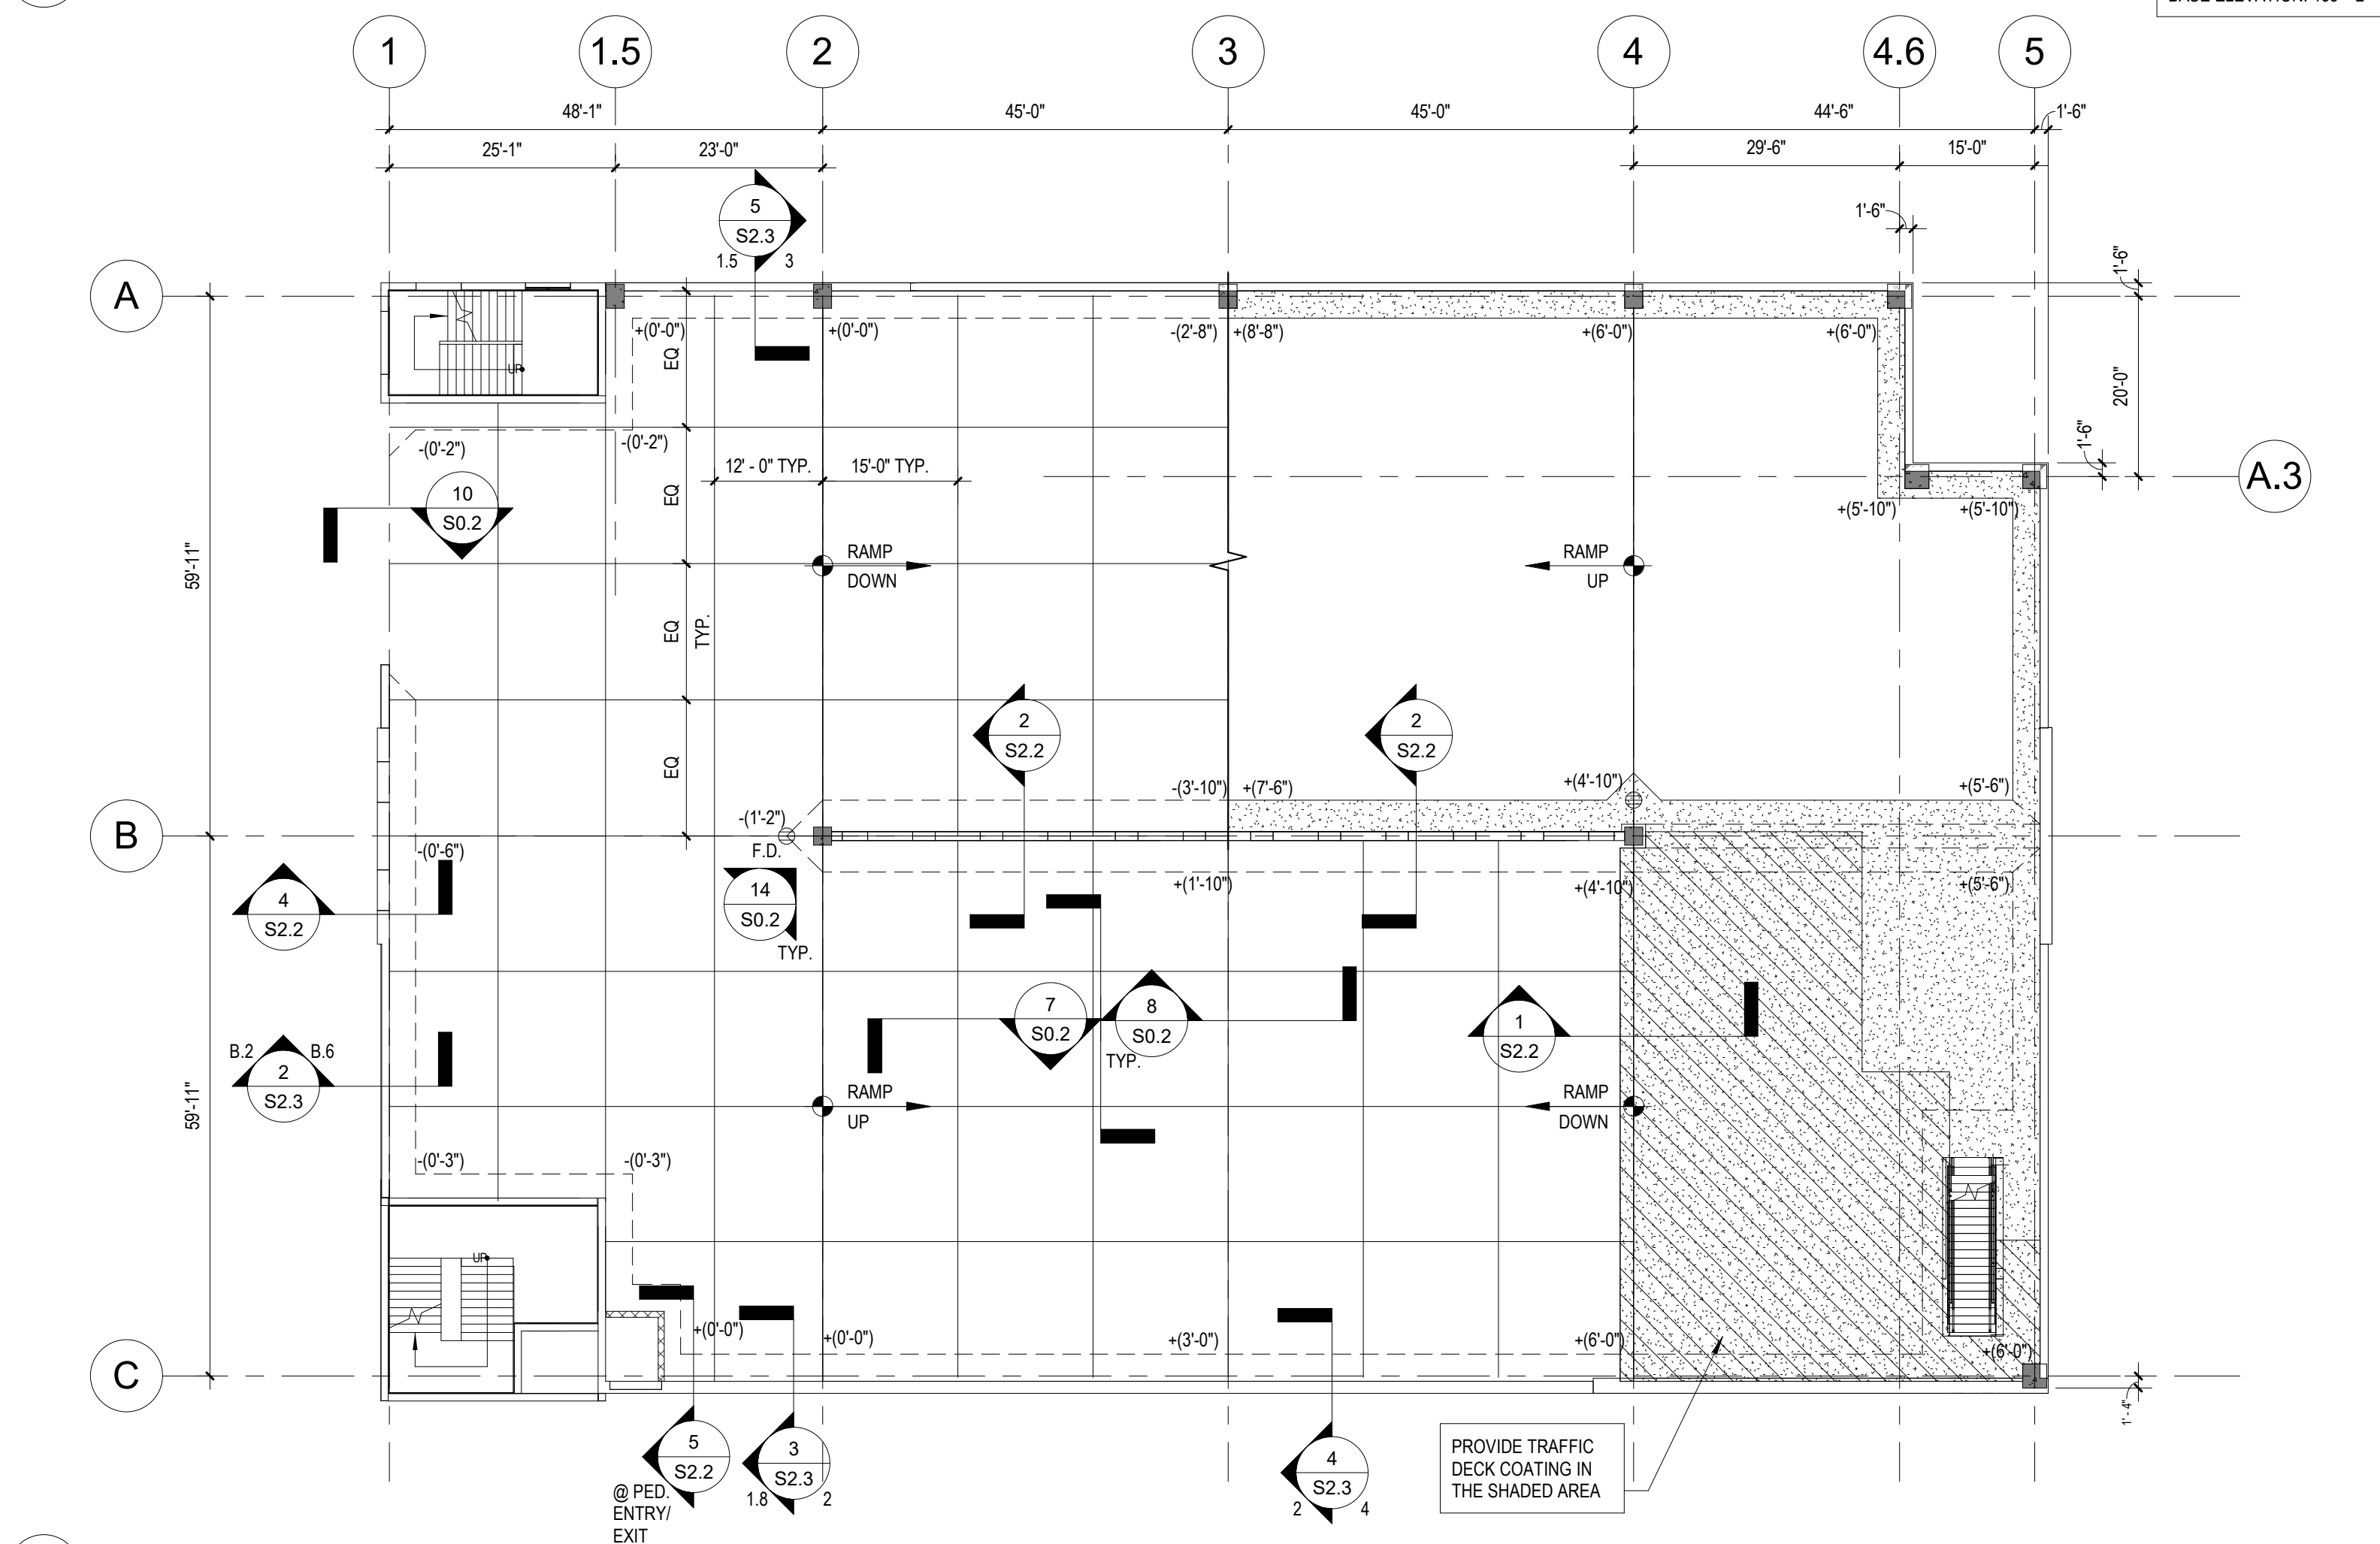 1
1.5
2
3
4
4.6
5
48'-1"
45'-0"
45'-0"
44'-6"
1'-6"
25'-1"
23'-0"
29'-6"
15'-0"
5
S2.3
1.5
3
1'-6"
1'-6"
A
+(0'-0")
+(0'-0")
-(2'-8")
+(8'-8")
+(6'-0")
+(6'-0")
EQ
UP
20'-0"
-(0'-2")
-(0'-2")
1'-6"
12' - 0" TYP.
15'-0" TYP.
A.3
10
S0.2
EQ
+(5'-10")
+(5'-10")
59'-11"
RAMP
DOWN
RAMP
UP
EQ
TYP.
2
S2.2
2
S2.2
EQ
-(3'-10")
+(7'-6")
+(4'-10")
+(5'-6")
-(1'-2")
B
F.D.
-(0'-6")
+(1'-10")
+(4'-10")
+(5'-6")
4
S2.2
14
S0.2
TYP.
7
S0.2
8
S0.2
TYP.
1
S2.2
B.2
B.6
2
S2.3
59'-11"
RAMP
UP
RAMP
DOWN
-(0'-3")
-(0'-3")
UP
+(0'-0")
+(0'-0")
+(3'-0")
+(6'-0")
+(6'-0")
C
1'-4"
5
S2.2
@ PED.
ENTRY/
EXIT
3
S2.3
1.8
2
4
S2.3
2
4
PROVIDE TRAFFIC
DECK COATING IN
THE SHADED AREA